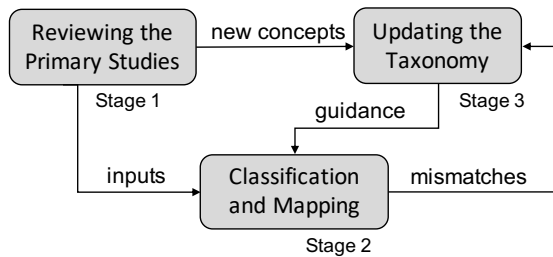 Reviewing the
Primary Studies
Stage 1
new concepts
Updating the
Taxonomy
Stage 3
guidance
inputs
Classification
and Mapping
Stage 2
mismatches